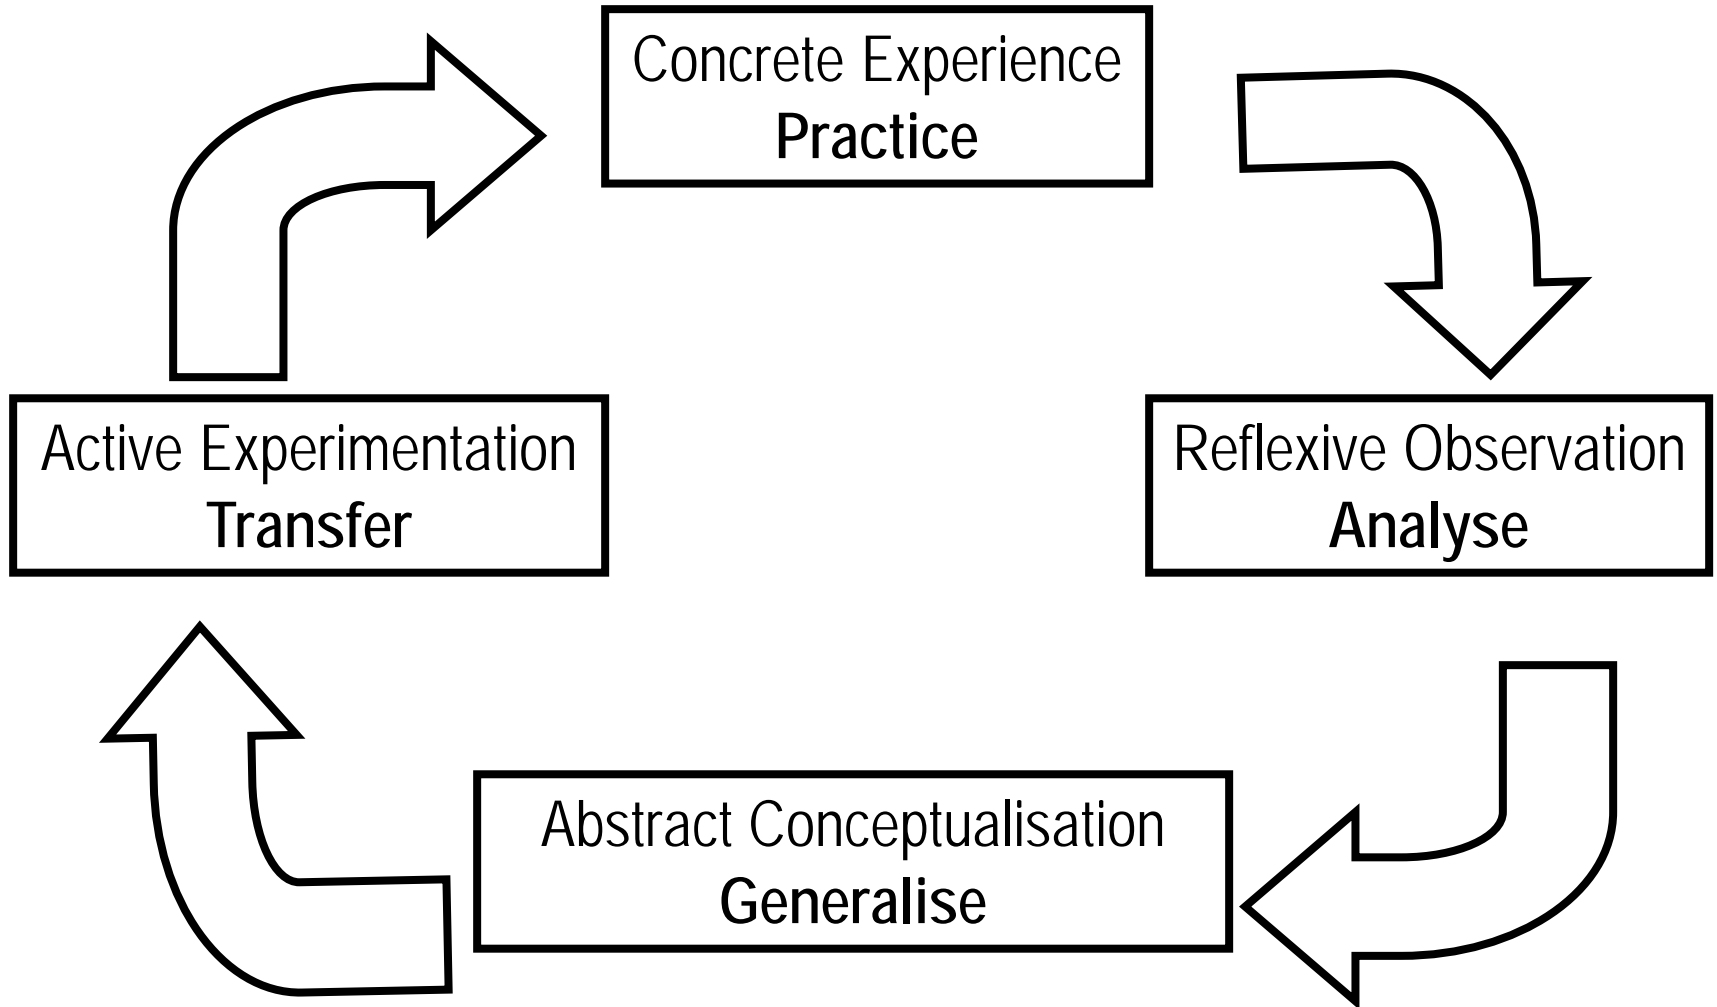 Concrete Experience
Practice
Active Experimentation
Transfer
Reflexive Observation
Analyse
Abstract Conceptualisation
Generalise